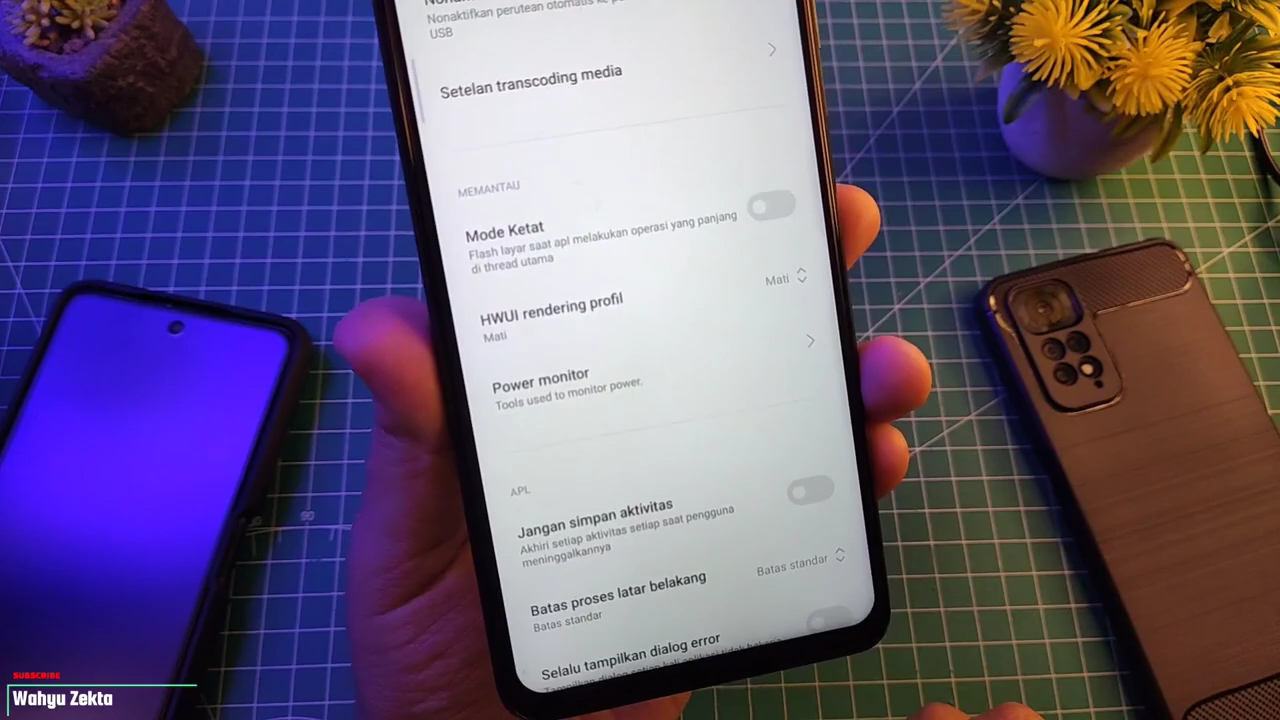 Nonaktifkan perutean otomatis ke
USB
Setelan transcoding media
MEMANTAU
Mode Ketat
Flash layar saat apl melakukan operasi yang panjang
di thread utama
HWUI rendering profil
Mati
Mati
Power monitor
Tools used to monitor power.
APL
Jangan simpan aktivitas
Akhiri setiap aktivitas setiap saat pengguna
meninggalkannya
Batas proses latar belakang
Batas standar
Batas standar
Selalu tampilkan dialog error
SUBSCRIBE
Wahyu Zekta